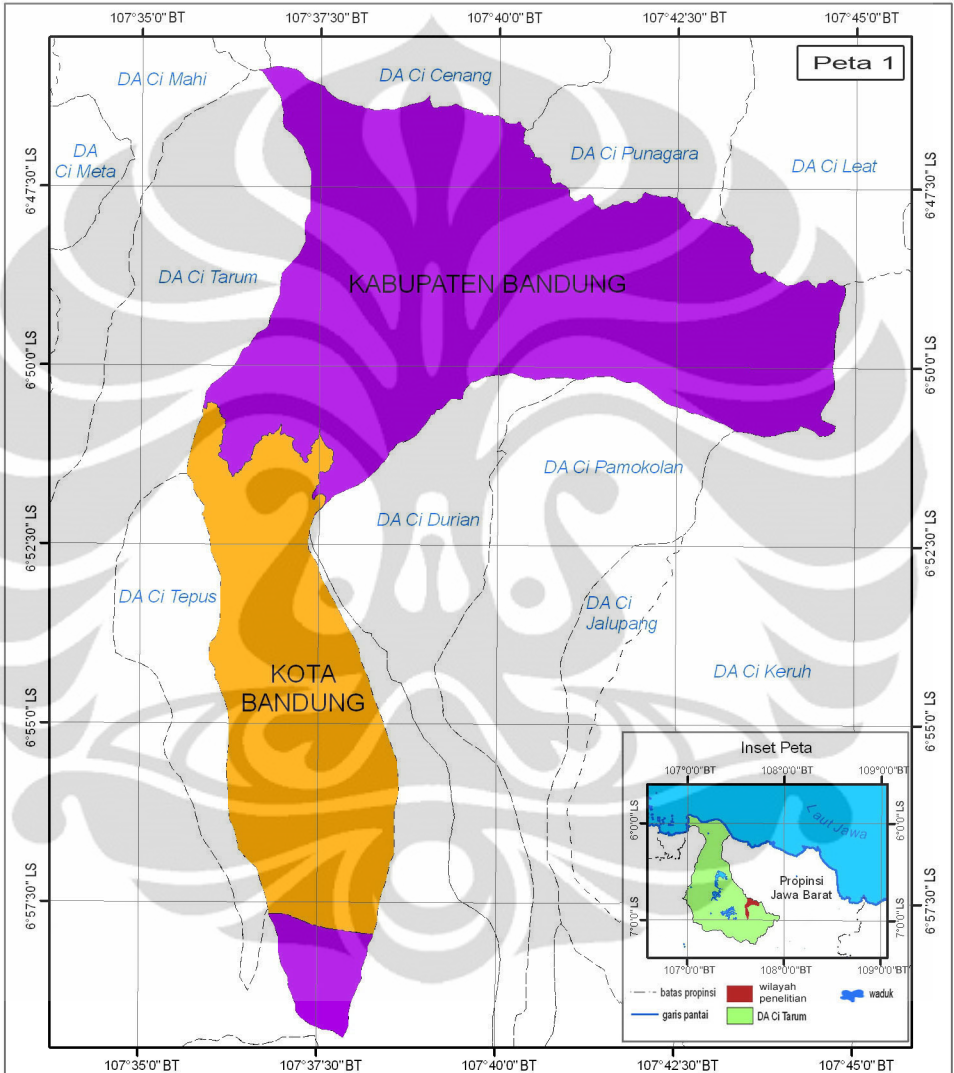 107°35'0"BT 107°37'30"BT 107°40'0"BT 107°42'30"BT 107°45'0"BT
Peta 1
DA Ci Mahi
DA Ci Cenang
DA
Ci Meta
DA Ci Punagara
DA Ci Leat
6°47'30" LS
6°47'30" LS
DA Ci Tarum
KABUPATEN BANDUNG
6°50'0" LS
6°50'0" LS
DA Ci Pamokolan
DA Ci Durian
6°52'30" LS
6°52'30" LS
DA Ci Tepus
DA Ci
Jalupang
KOTA
BANDUNG
DA Ci Keruh
6°55'0" LS
6°55'0" LS
6°57'30" LS
6°57'30" LS
Inset Peta
107°0'0"BT 108°0'0"BT 109°0'0"BT
6°0'0" LS
6°0'0" LS
Laut Jawa
Propinsi
Jawa Barat
7°0'0" LS
7°0'0" LS
107°0'0"BT 108°0'0"BT 109°0'0"BT
batas propinsi
wilayah
penelitian
waduk
garis pantai
DA Ci Tarum
107°35'0"BT 107°37'30"BT 107°40'0"BT 107°42'30"BT 107°45'0"BT